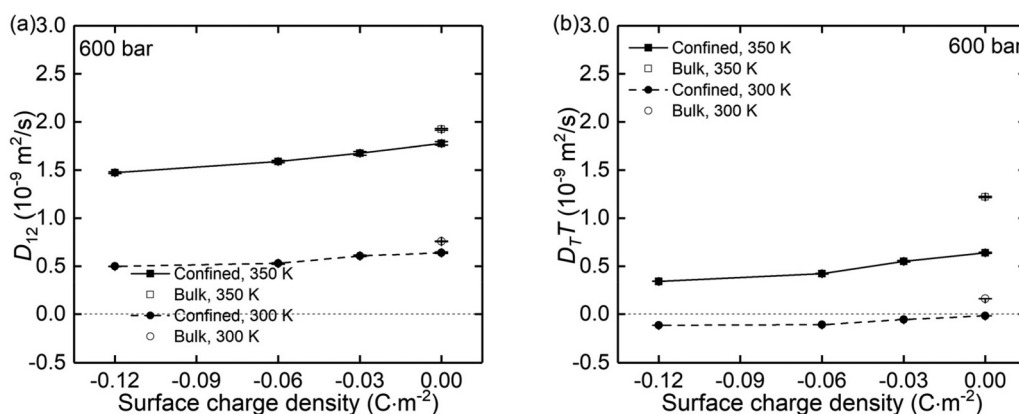 (a)
600 bar
3.0
2.5
2.0
1.5
1.0
0.5
0.0
-0.5
D12 (10-9 m2/s)
Confined, 350 K
Bulk, 350 K
Confined, 300 K
Bulk, 300 K
-0.12 -0.09 -0.06 -0.03 0.00
Surface charge density (C·m-2)
(b)
600 bar
3.0
2.5
2.0
1.5
1.0
0.5
0.0
-0.5
DTT (10-9 m2/s)
Confined, 350 K
Bulk, 350 K
Confined, 300 K
Bulk, 300 K
-0.12 -0.09 -0.06 -0.03 0.00
Surface charge density (C·m-2)